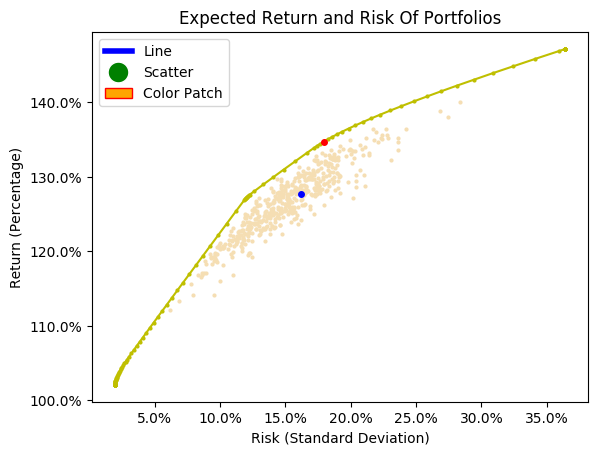 Expected Return and Risk Of Portfolios
Line
Scatter
Color Patch
Return (Percentage)
140.0%
130.0%
120.0%
110.0%
100.0%
5.0% 10.0% 15.0% 20.0% 25.0% 30.0% 35.0%
Risk (Standard Deviation)